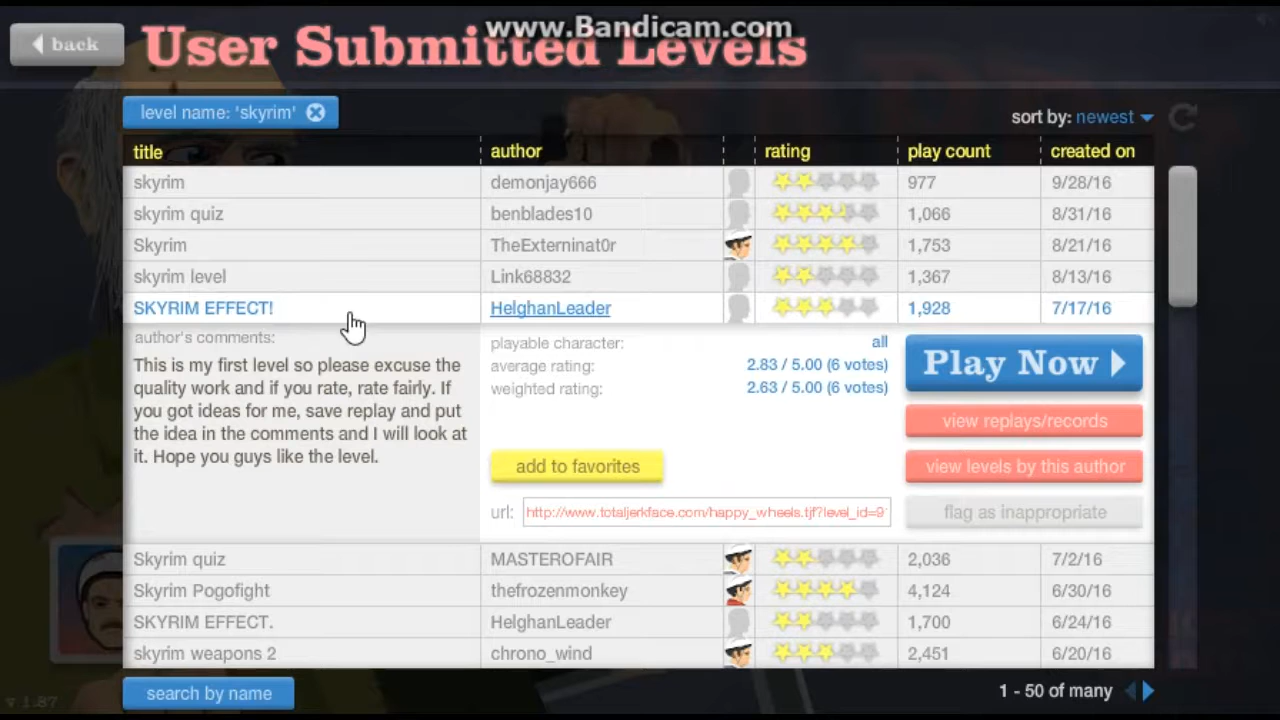 www.Bandicam.com
back
User Submitted Levels
level name: 'skyrim'
sort by: newest
title author rating play count created on
skyrim demonjay666 977 9/28/16
skyrim quiz benblades10 1,066 8/31/16
Skyrim TheExterninat0r 1,753 8/21/16
skyrim level Link68832 1,367 8/13/16
SKYRIM EFFECT! HelghanLeader 1,928 7/17/16
author's comments:
This is my first level so please excuse the
quality work and if you rate, rate fairly. If
you got ideas for me, save replay and put
the idea in the comments and I will look at
it. Hope you guys like the level.
playable character: all
average rating: 2.83 / 5.00 (6 votes)
weighted rating: 2.63 / 5.00 (6 votes)
add to favorites
url: http://www.totaljerkface.com/happy_wheels.tjf?level_id=9
Play Now
view replays/records
view levels by this author
flag as inappropriate
Skyrim quiz MASTEROFAIR 2,036 7/2/16
Skyrim Pogofight thefrozenmonkey 4,124 6/30/16
SKYRIM EFFECT. HelghanLeader 1,700 6/24/16
skyrim weapons 2 chrono_wind 2,451 6/20/16
search by name
1 - 50 of many
v 1.87